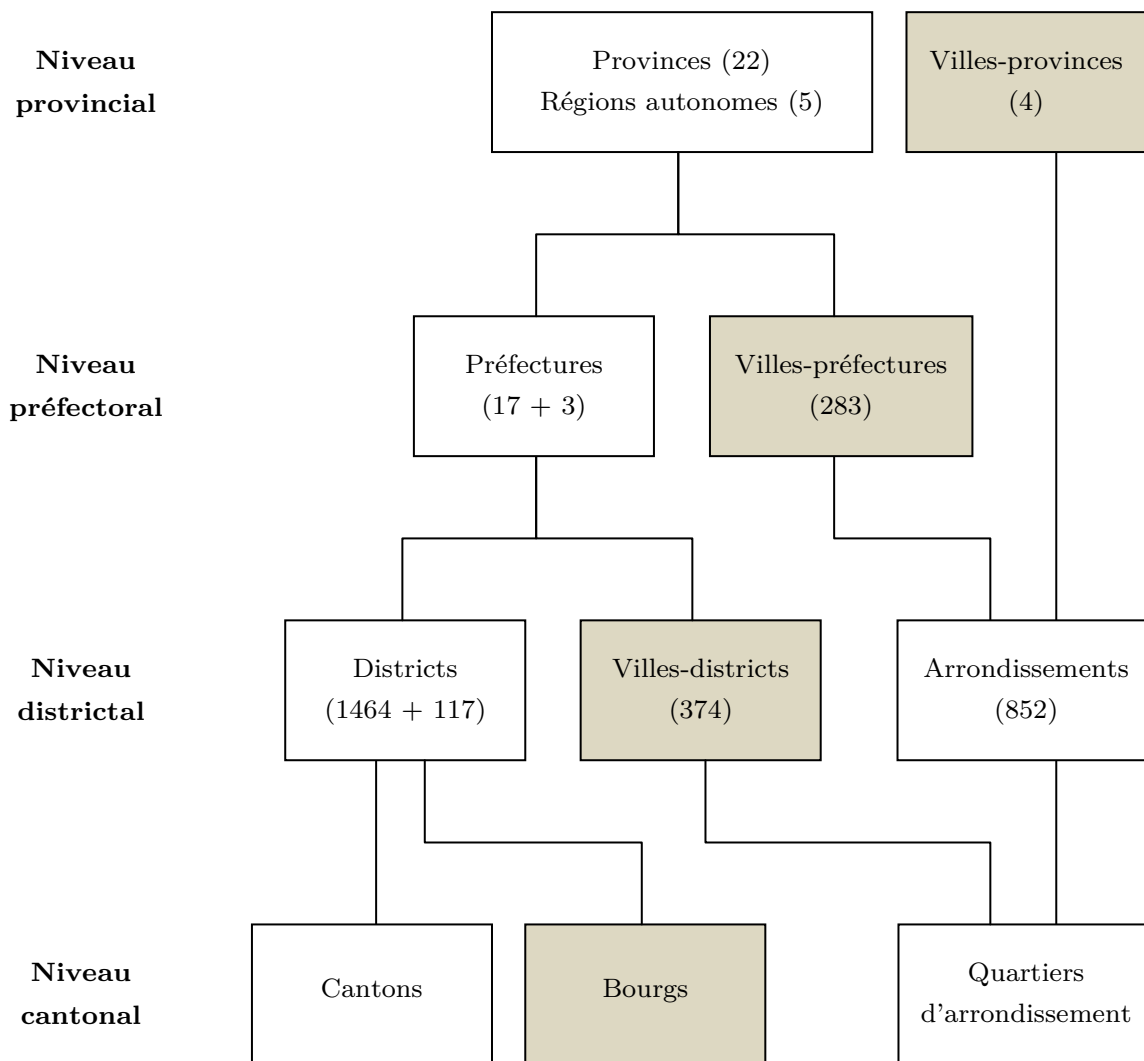 Niveau
provincial
Provinces (22)
Régions autonomes (5)
Villes-provinces
(4)
Niveau
préfectoral
Préfectures
(17 + 3)
Villes-préfectures
(283)
Niveau
districtal
Districts
(1464 + 117)
Villes-districts
(374)
Arrondissements
(852)
Niveau
cantonal
Cantons
Bourgs
Quartiers
d'arrondissement